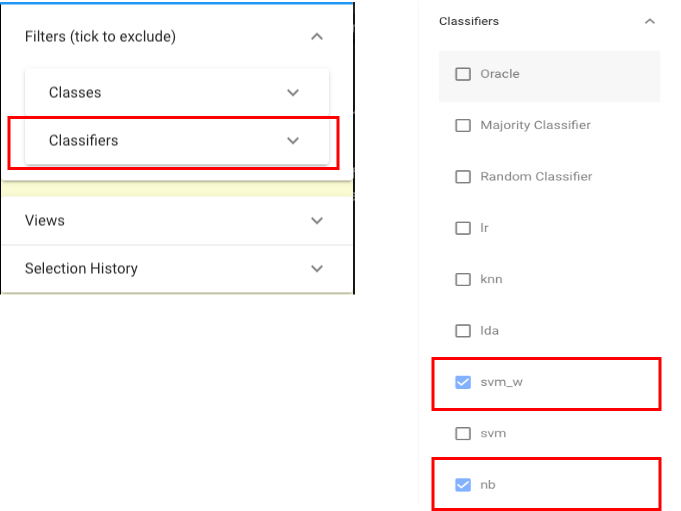 Filters (tick to exclude)
Classes
Classifiers
Views
Selection History
Classifiers
Oracle
Majority Classifier
Random Classifier
lr
knn
lda
svm_w
svm
nb